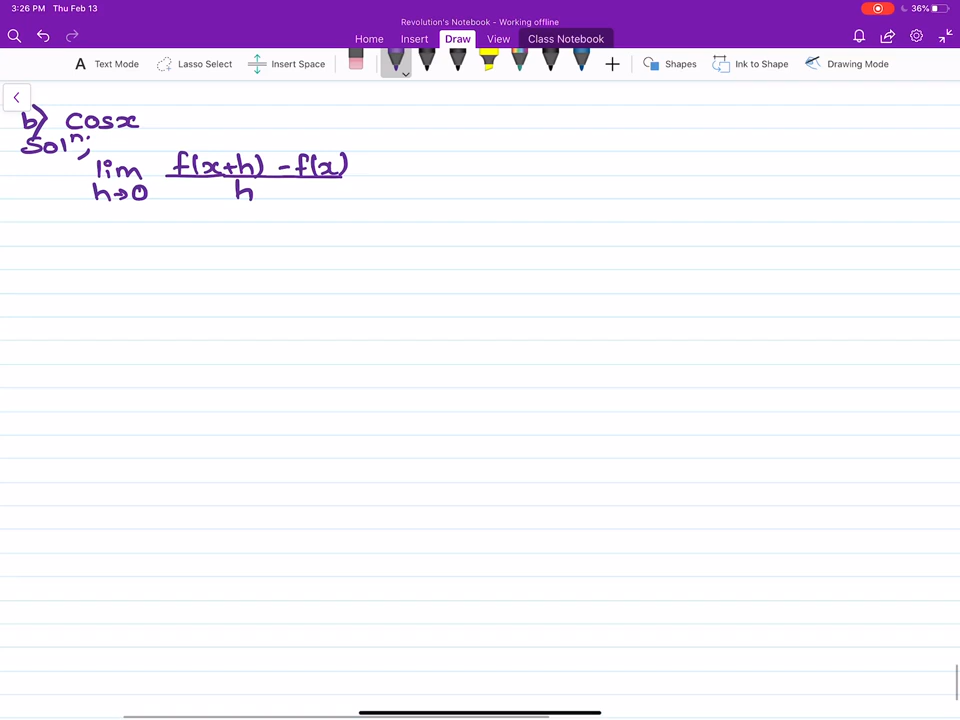 3:26 PM Thu Feb 13
36%
Revolution's Notebook - Working offline
Home Insert Draw View Class Notebook
A Text Mode Lasso Select Insert Space Shapes Ink to Shape Drawing Mode
b) cosx
Solⁿ;
lim f(x+h) - f(x)
h→0 h